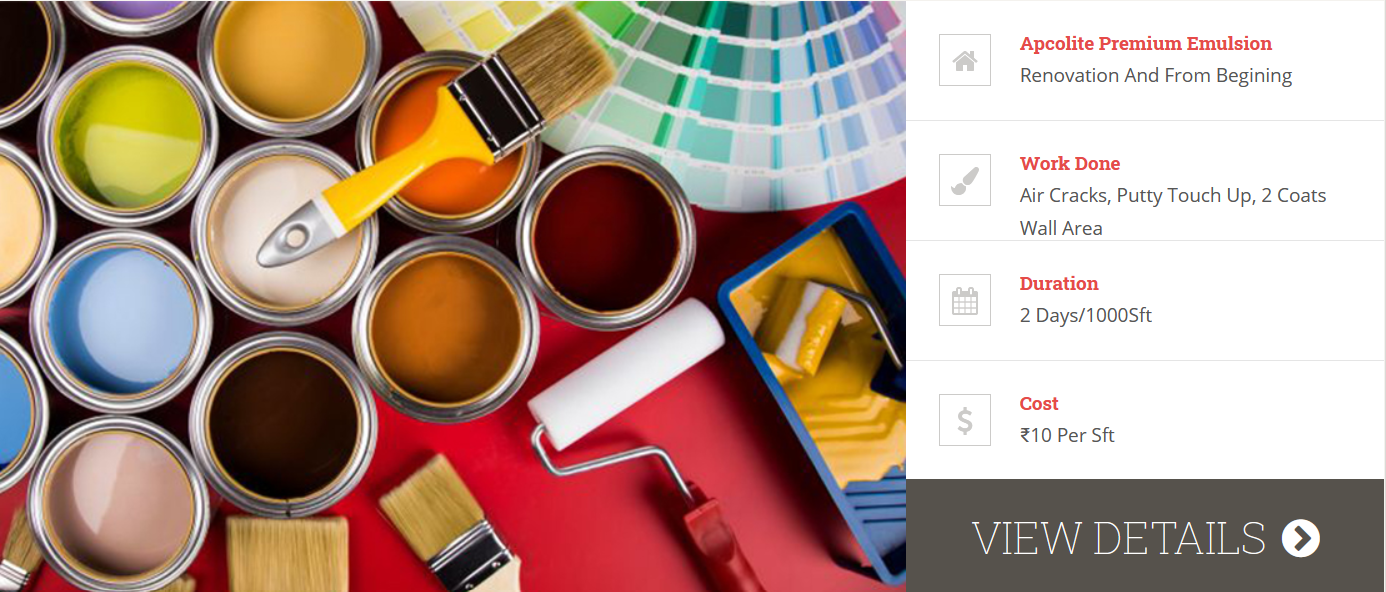 Apcolite Premium Emulsion
Renovation And From Begining
Work Done
Air Cracks, Putty Touch Up, 2 Coats
Wall Area
Duration
2 Days/1000Sft
Cost
₹10 Per Sft
VIEW DETAILS